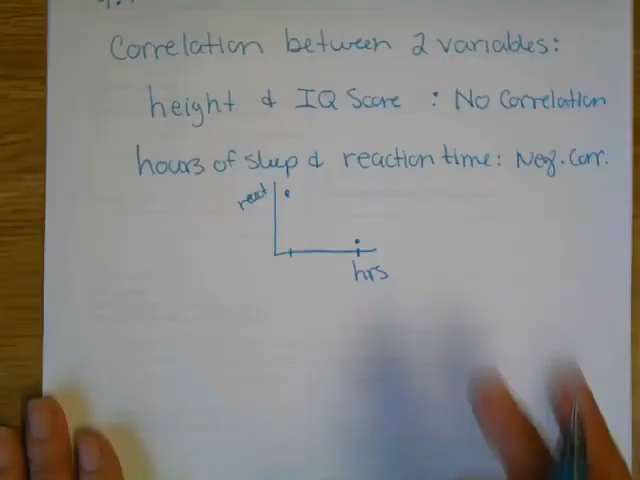 Correlation between 2 variables:
height & IQ Score : No Correlation
hours of sleep & reaction time: Neg. Corr.
react
hrs